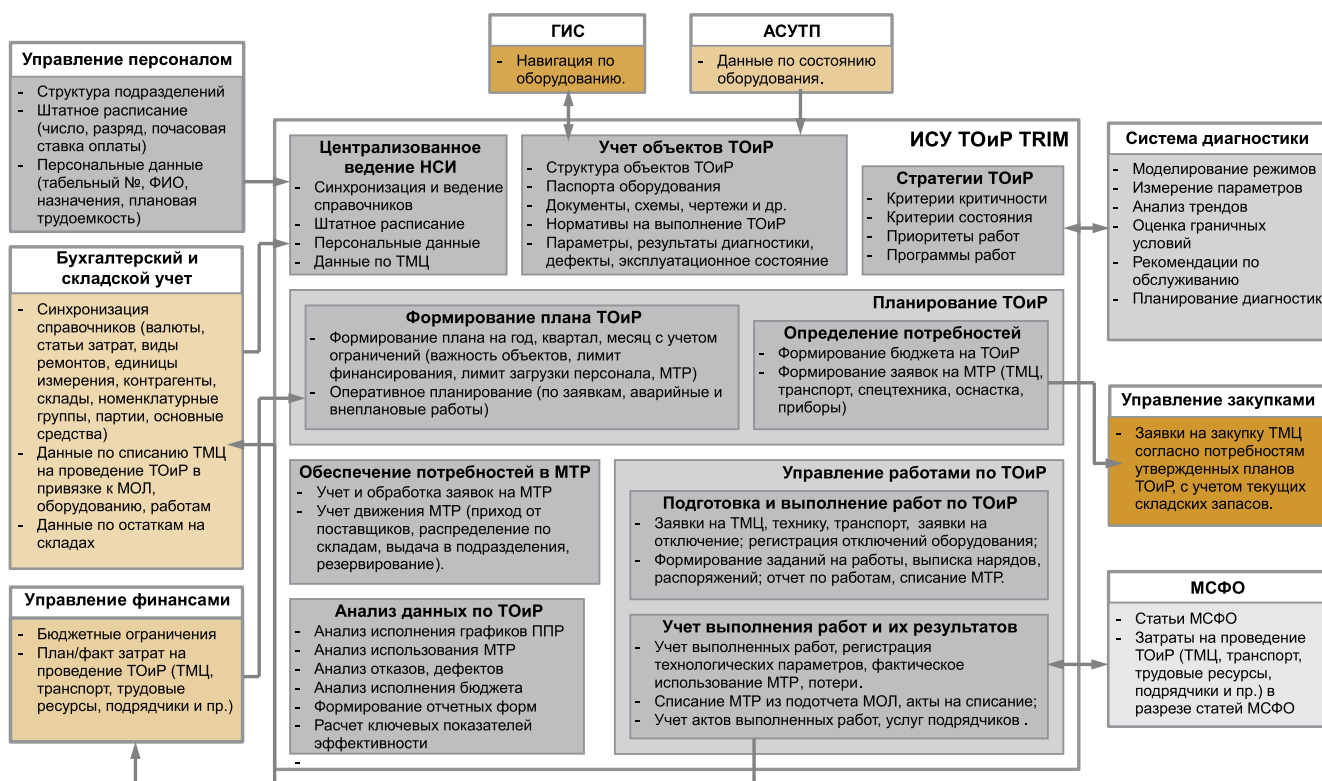 ГИС
- Навигация по
оборудованию.
АСУТП
- Данные по состоянию
оборудования.
Управление персоналом
- Структура подразделений
- Штатное расписание
(число, разряд, почасовая
ставка оплаты)
- Персональные данные
(табельный №, ФИО,
назначения, плановая
трудоемкость)
Бухгалтерский и
складской учет
- Синхронизация
справочников (валюты,
статьи затрат, виды
ремонтов, единицы
измерения, контрагенты,
склады, номенклатурные
группы, партии, основные
средства)
- Данные по списанию ТМЦ
на проведение ТОиР в
привязке к МОЛ,
оборудованию, работам
- Данные по остаткам на
складах
Управление финансами
- Бюджетные ограничения
- План/факт затрат на
проведение ТОиР (ТМЦ,
транспорт, трудовые
ресурсы, подрядчики и пр.)
ИСУ ТОиР TRIM
Централизованное
ведение НСИ
- Синхронизация и ведение
справочников
- Штатное расписание
- Персональные данные
- Данные по ТМЦ
Учет объектов ТОиР
- Структура объектов ТОиР
- Паспорта оборудования
- Документы, схемы, чертежи и др.
- Нормативы на выполнение ТОиР
- Параметры, результаты диагностики,
дефекты, эксплуатационное состояние
Стратегии ТОиР
- Критерии критичности
- Критерии состояния
- Приоритеты работ
- Программы работ
Планирование ТОиР
Формирование плана ТОиР
- Формирование плана на год, квартал, месяц с учетом
ограничений (важность объектов, лимит
финансирования, лимит загрузки персонала, МТР)
- Оперативное планирование (по заявкам, аварийные и
внеплановые работы)
Определение потребностей
- Формирование бюджета на ТОиР
- Формирование заявок на МТР (ТМЦ,
транспорт, спецтехника, оснастка,
приборы)
Обеспечение потребностей в МТР
- Учет и обработка заявок на МТР
- Учет движения МТР (приход от
поставщиков, распределение по
складам, выдача в подразделения,
резервирование).
Анализ данных по ТОиР
- Анализ исполнения графиков ППР
- Анализ использования МТР
- Анализ отказов, дефектов
- Анализ исполнения бюджета
- Формирование отчетных форм
- Расчет ключевых показателей
эффективности
-
Управление работами по ТОиР
Подготовка и выполнение работ по ТОиР
- Заявки на ТМЦ, технику, транспорт, заявки на
отключение; регистрация отключений оборудования;
- Формирование заданий на работы, выписка нарядов,
распоряжений; отчет по работам, списание МТР.
Учет выполнения работ и их результатов
- Учет выполненных работ, регистрация
технологических параметров, фактическое
использование МТР, потери.
- Списание МТР из подотчета МОЛ, акты на списание;
- Учет актов выполненных работ, услуг подрядчиков .
Система диагностики
- Моделирование режимов
- Измерение параметров
- Анализ трендов
- Оценка граничных
условий
- Рекомендации по
обслуживанию
- Планирование диагностик
Управление закупками
- Заявки на закупку ТМЦ
согласно потребностям
утвержденных планов
ТОиР, с учетом текущих
складских запасов.
МСФО
- Статьи МСФО
- Затраты на проведение
ТОиР (ТМЦ, транспорт,
трудовые ресурсы,
подрядчики и пр.) в
разрезе статей МСФО